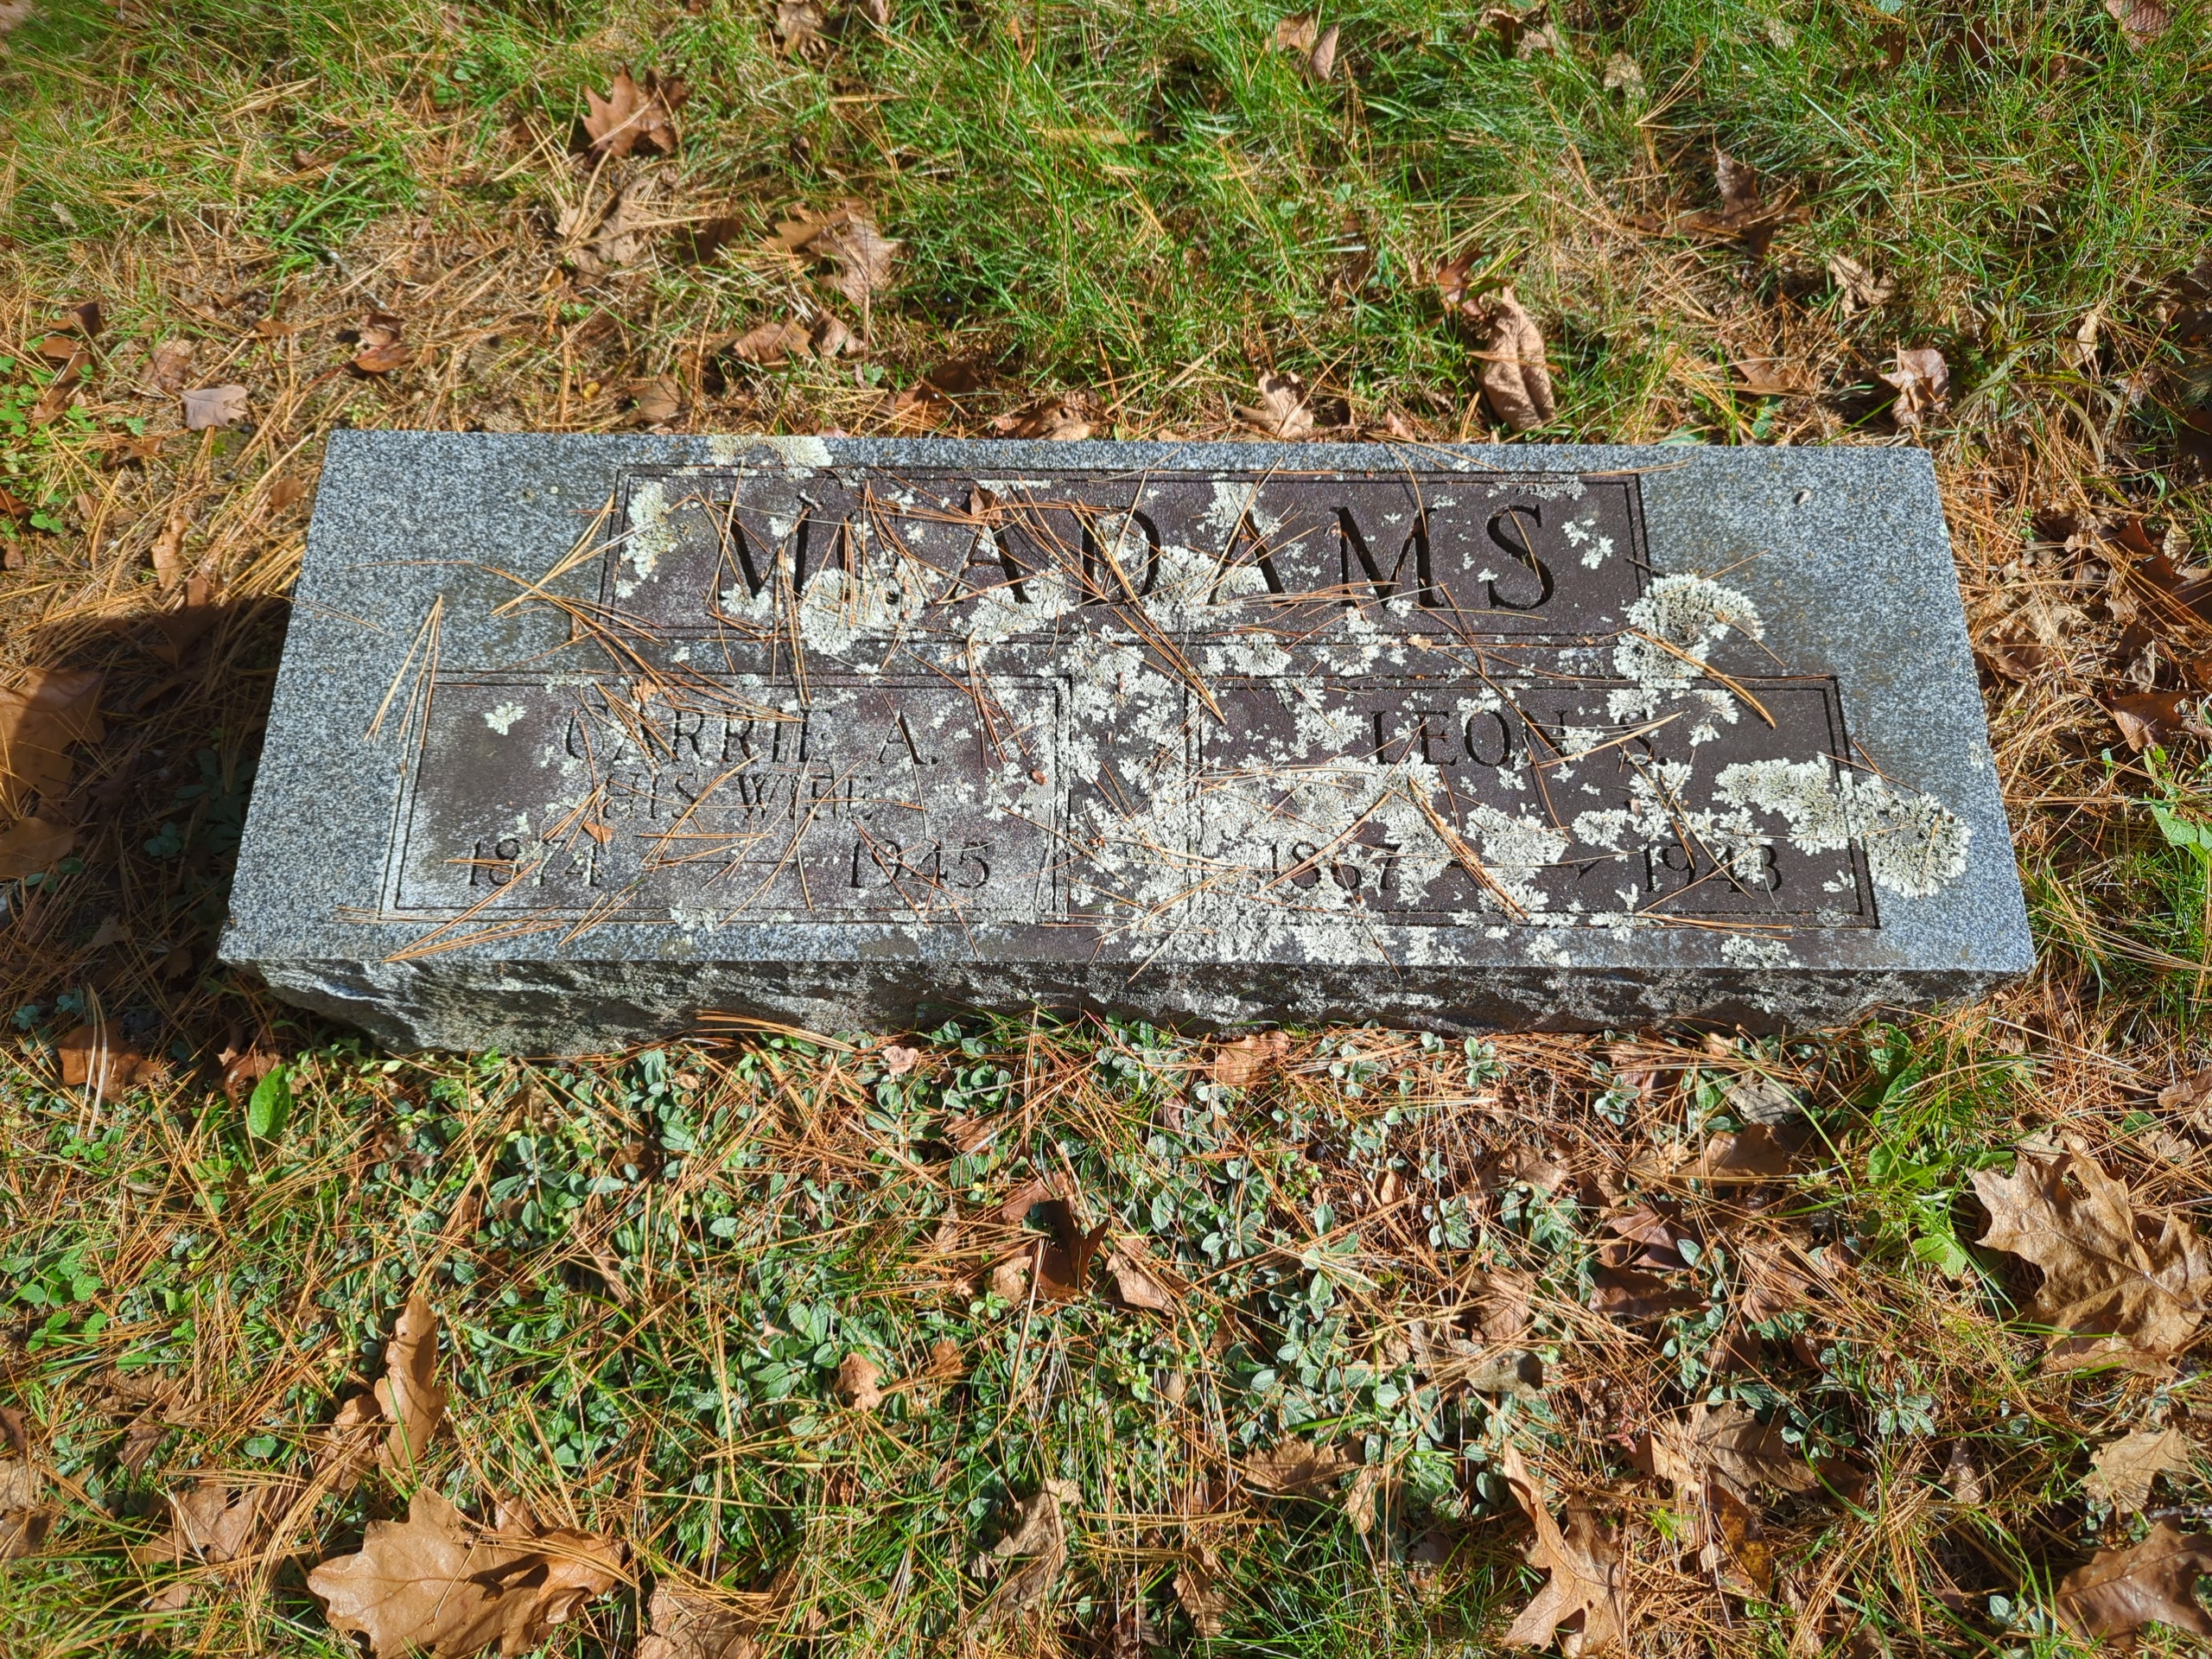 McADAMS
CARRIE A.
HIS WIFE
1874 — 1945
LEON S.
1867 — 1943